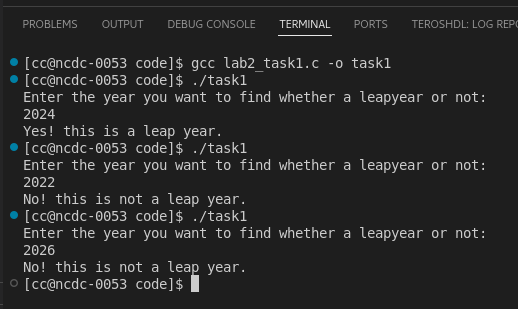 PROBLEMS OUTPUT DEBUG CONSOLE TERMINAL PORTS TEROSHDL: LOG REPO
[cc@ncdc-0053 code]$ gcc lab2_task1.c -o task1
[cc@ncdc-0053 code]$ ./task1
Enter the year you want to find whether a leapyear or not:
2024
Yes! this is a leap year.
[cc@ncdc-0053 code]$ ./task1
Enter the year you want to find whether a leapyear or not:
2022
No! this is not a leap year.
[cc@ncdc-0053 code]$ ./task1
Enter the year you want to find whether a leapyear or not:
2026
No! this is not a leap year.
[cc@ncdc-0053 code]$